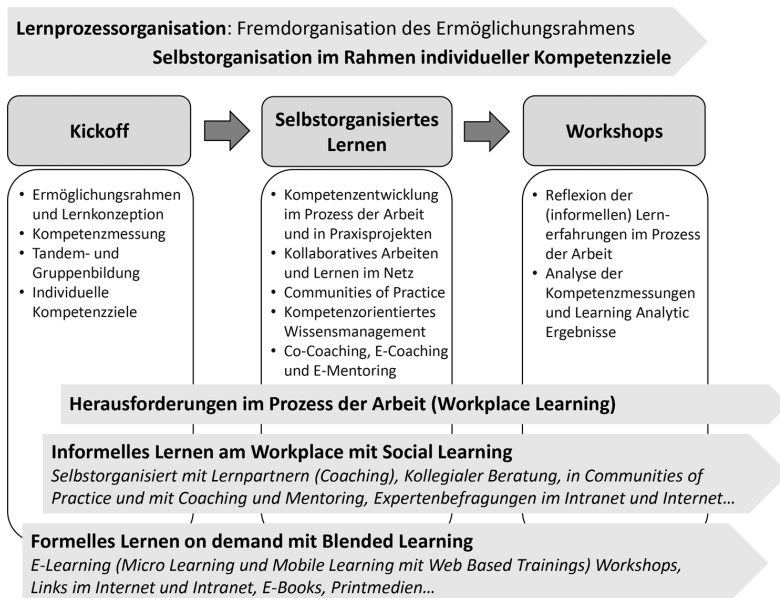 Lernprozessorganisation: Fremdorganisation des Ermöglichungsrahmens
Selbstorganisation im Rahmen individueller Kompetenzziele
Kickoff
• Ermöglichungsrahmen
und Lernkonzeption
• Kompetenzmessung
• Tandem- und
Gruppenbildung
• Individuelle
Kompetenzziele
Selbstorganisiertes
Lernen
• Kompetenzentwicklung
im Prozess der Arbeit
und in Praxisprojekten
• Kollaboratives Arbeiten
und Lernen im Netz
• Communities of Practice
• Kompetenzorientiertes
Wissensmanagement
• Co-Coaching, E-Coaching
und E-Mentoring
Workshops
• Reflexion der
(informellen) Lern-
erfahrungen im Prozess
der Arbeit
• Analyse der
Kompetenzmessungen
und Learning Analytic
Ergebnisse
Herausforderungen im Prozess der Arbeit (Workplace Learning)
Informelles Lernen am Workplace mit Social Learning
Selbstorganisiert mit Lernpartnern (Coaching), Kollegialer Beratung, in Communities of
Practice und mit Coaching und Mentoring, Expertenbefragungen im Intranet und Internet…
Formelles Lernen on demand mit Blended Learning
E-Learning (Micro Learning und Mobile Learning mit Web Based Trainings) Workshops,
Links im Internet und Intranet, E-Books, Printmedien…